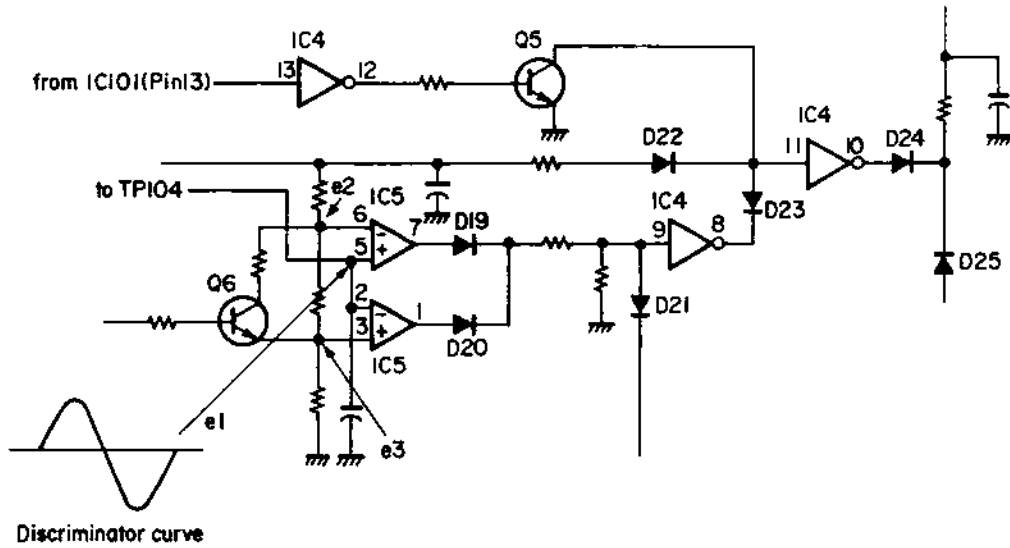 IC4
Q5
from IC101(Pin13)
13
12
IC4
11
10
D24
D22
to TP104
e2
IC5
6
7
D19
5
IC4
9
8
D23
D25
Q6
2
1
3
D20
D21
IC5
e1
e3
- +
- +
Discriminator curve